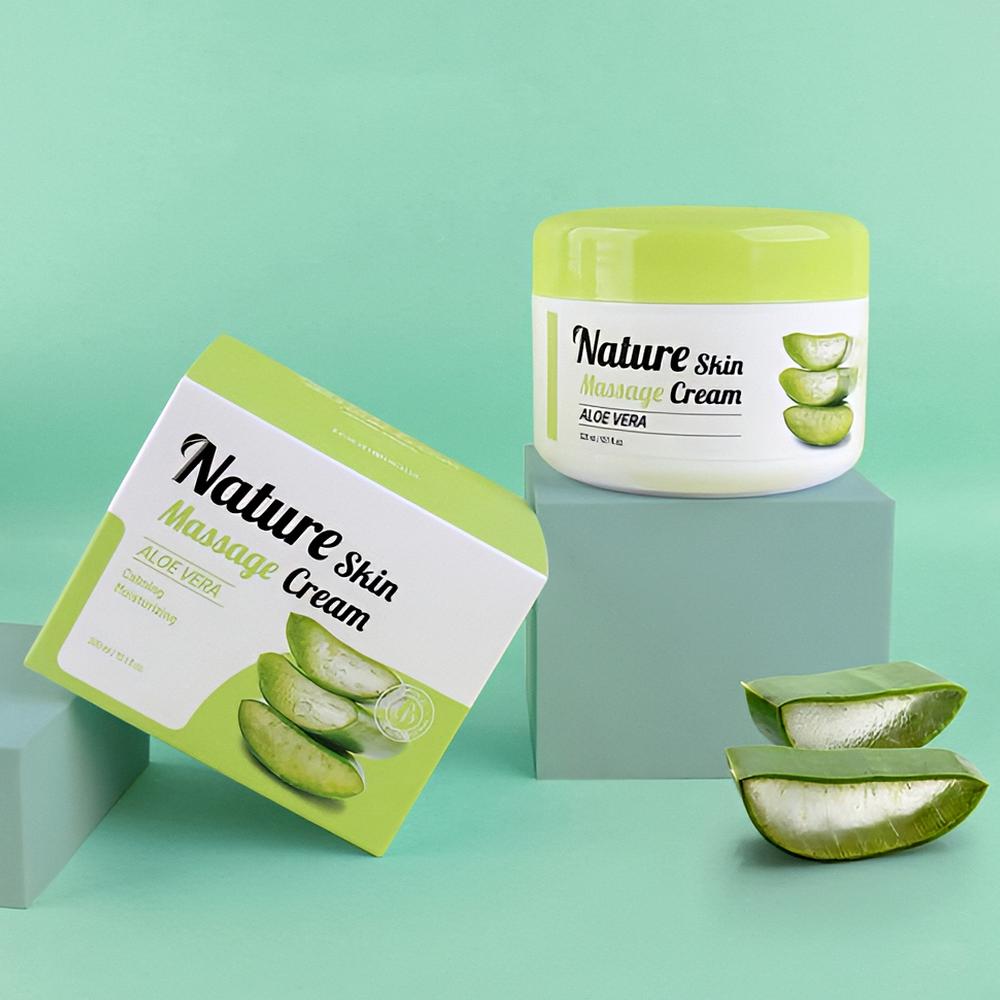 Nature Skin
Massage Cream
ALOE VERA
Nature Skin
Massage Cream
ALOE VERA
Calming
Moisturizing